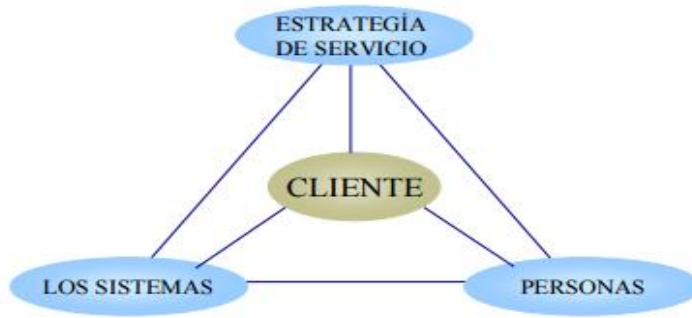 ESTRATEGÍA
DE SERVICIO
CLIENTE
LOS SISTEMAS
PERSONAS